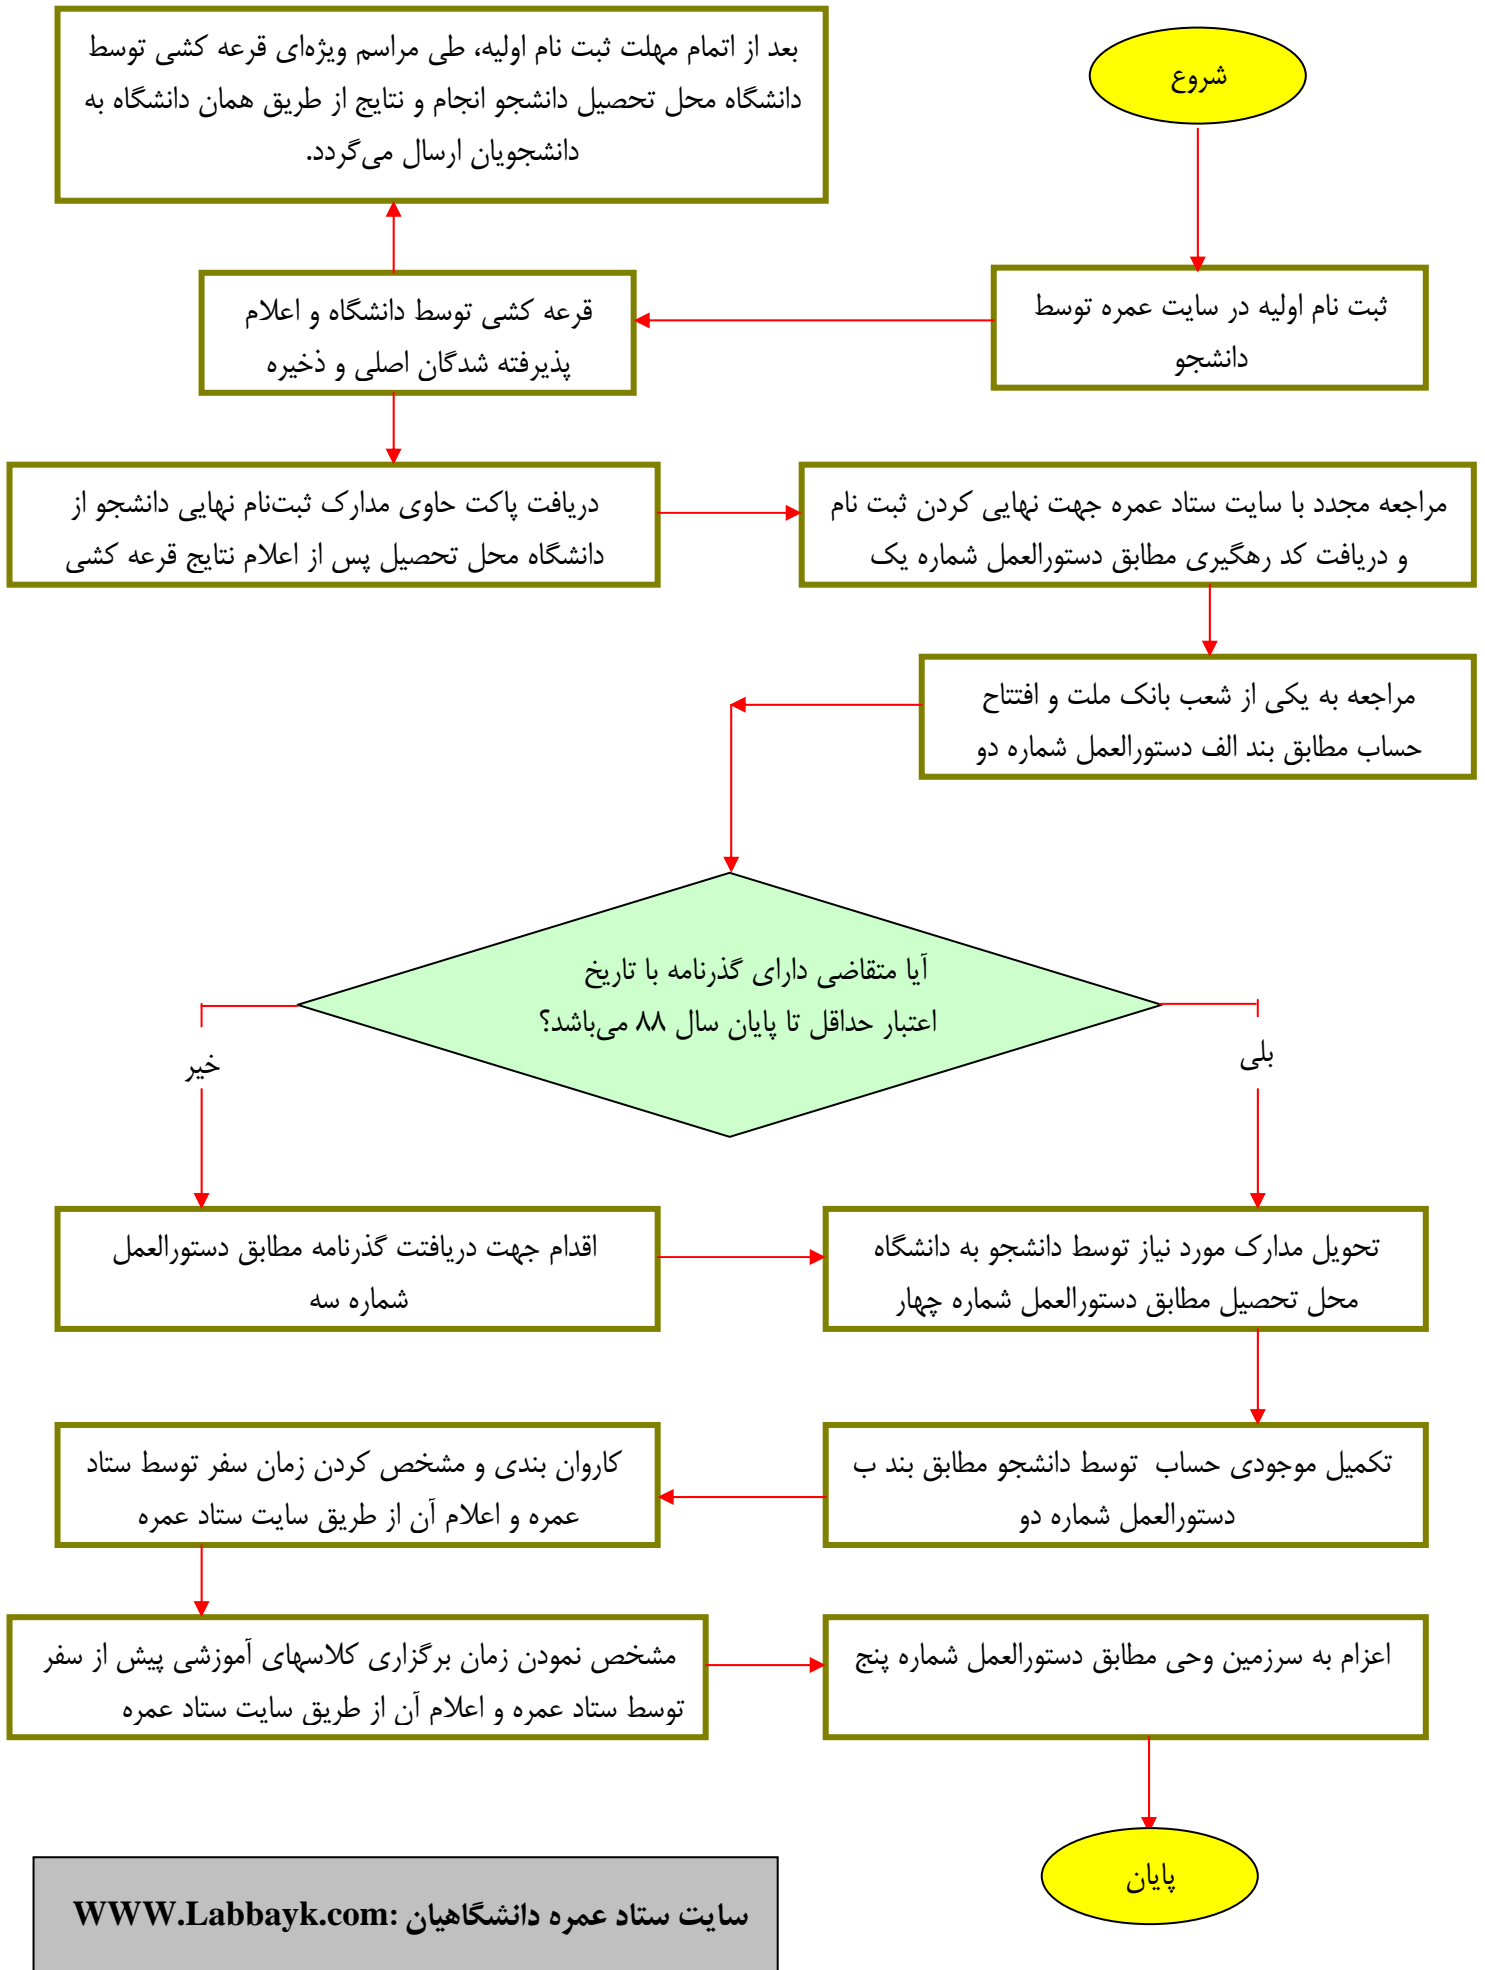 شروع
بعد از اتمام مهلت ثبت نام اولیه، طی مراسم ویژه‌ای قرعه کشی توسط
دانشگاه محل تحصیل دانشجو انجام و نتایج از طریق همان دانشگاه به
دانشجویان ارسال می‌گردد.
ثبت نام اولیه در سایت عمره توسط
دانشجو
قرعه کشی توسط دانشگاه و اعلام
پذیرفته شدگان اصلی و ذخیره
دریافت پاکت حاوی مدارک ثبت‌نام نهایی دانشجو از
دانشگاه محل تحصیل پس از اعلام نتایج قرعه کشی
مراجعه مجدد با سایت ستاد عمره جهت نهایی کردن ثبت نام
و دریافت کد رهگیری مطابق دستورالعمل شماره یک
مراجعه به یکی از شعب بانک ملت و افتتاح
حساب مطابق بند الف دستورالعمل شماره دو
آیا متقاضی دارای گذرنامه با تاریخ
اعتبار حداقل تا پایان سال ۸۸ می‌باشد؟
بلی
خیر
اقدام جهت دریافتت گذرنامه مطابق دستورالعمل
شماره سه
تحویل مدارک مورد نیاز توسط دانشجو به دانشگاه
محل تحصیل مطابق دستورالعمل شماره چهار
تکمیل موجودی حساب  توسط دانشجو مطابق بند ب
دستورالعمل شماره دو
کاروان بندی و مشخص کردن زمان سفر توسط ستاد
عمره و اعلام آن از طریق سایت ستاد عمره
مشخص نمودن زمان برگزاری کلاسهای آموزشی پیش از سفر
توسط ستاد عمره و اعلام آن از طریق سایت ستاد عمره
اعزام به سرزمین وحی مطابق دستورالعمل شماره پنج
پایان
سایت ستاد عمره دانشگاهیان :WWW.Labbayk.com